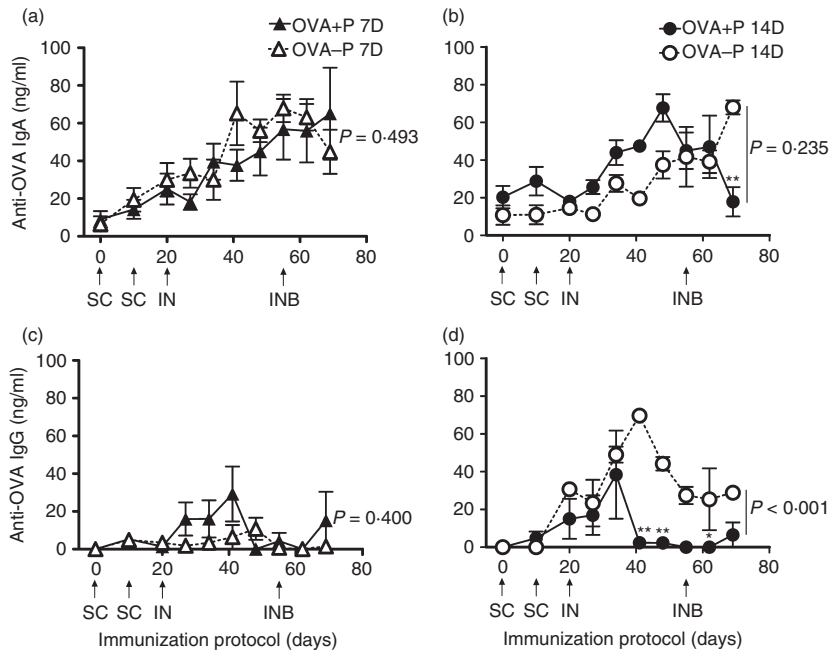 (a)
OVA+P 7D
OVA–P 7D
Anti-OVA IgA (ng/ml)
100
80
60
40
20
0
P = 0·493
0 20 40 60 80
SC SC IN INB
(b)
OVA+P 14D
OVA–P 14D
100
80
60
40
20
0
P = 0·235
**
0 20 40 60 80
SC SC IN INB
(c)
Anti-OVA IgG (ng/ml)
100
80
60
40
20
0
P = 0·400
0 20 40 60 80
SC SC IN INB
Immunization protocol (days)
(d)
100
80
60
40
20
0
P < 0·001
** ** *
0 20 40 60 80
SC SC IN INB
Immunization protocol (days)